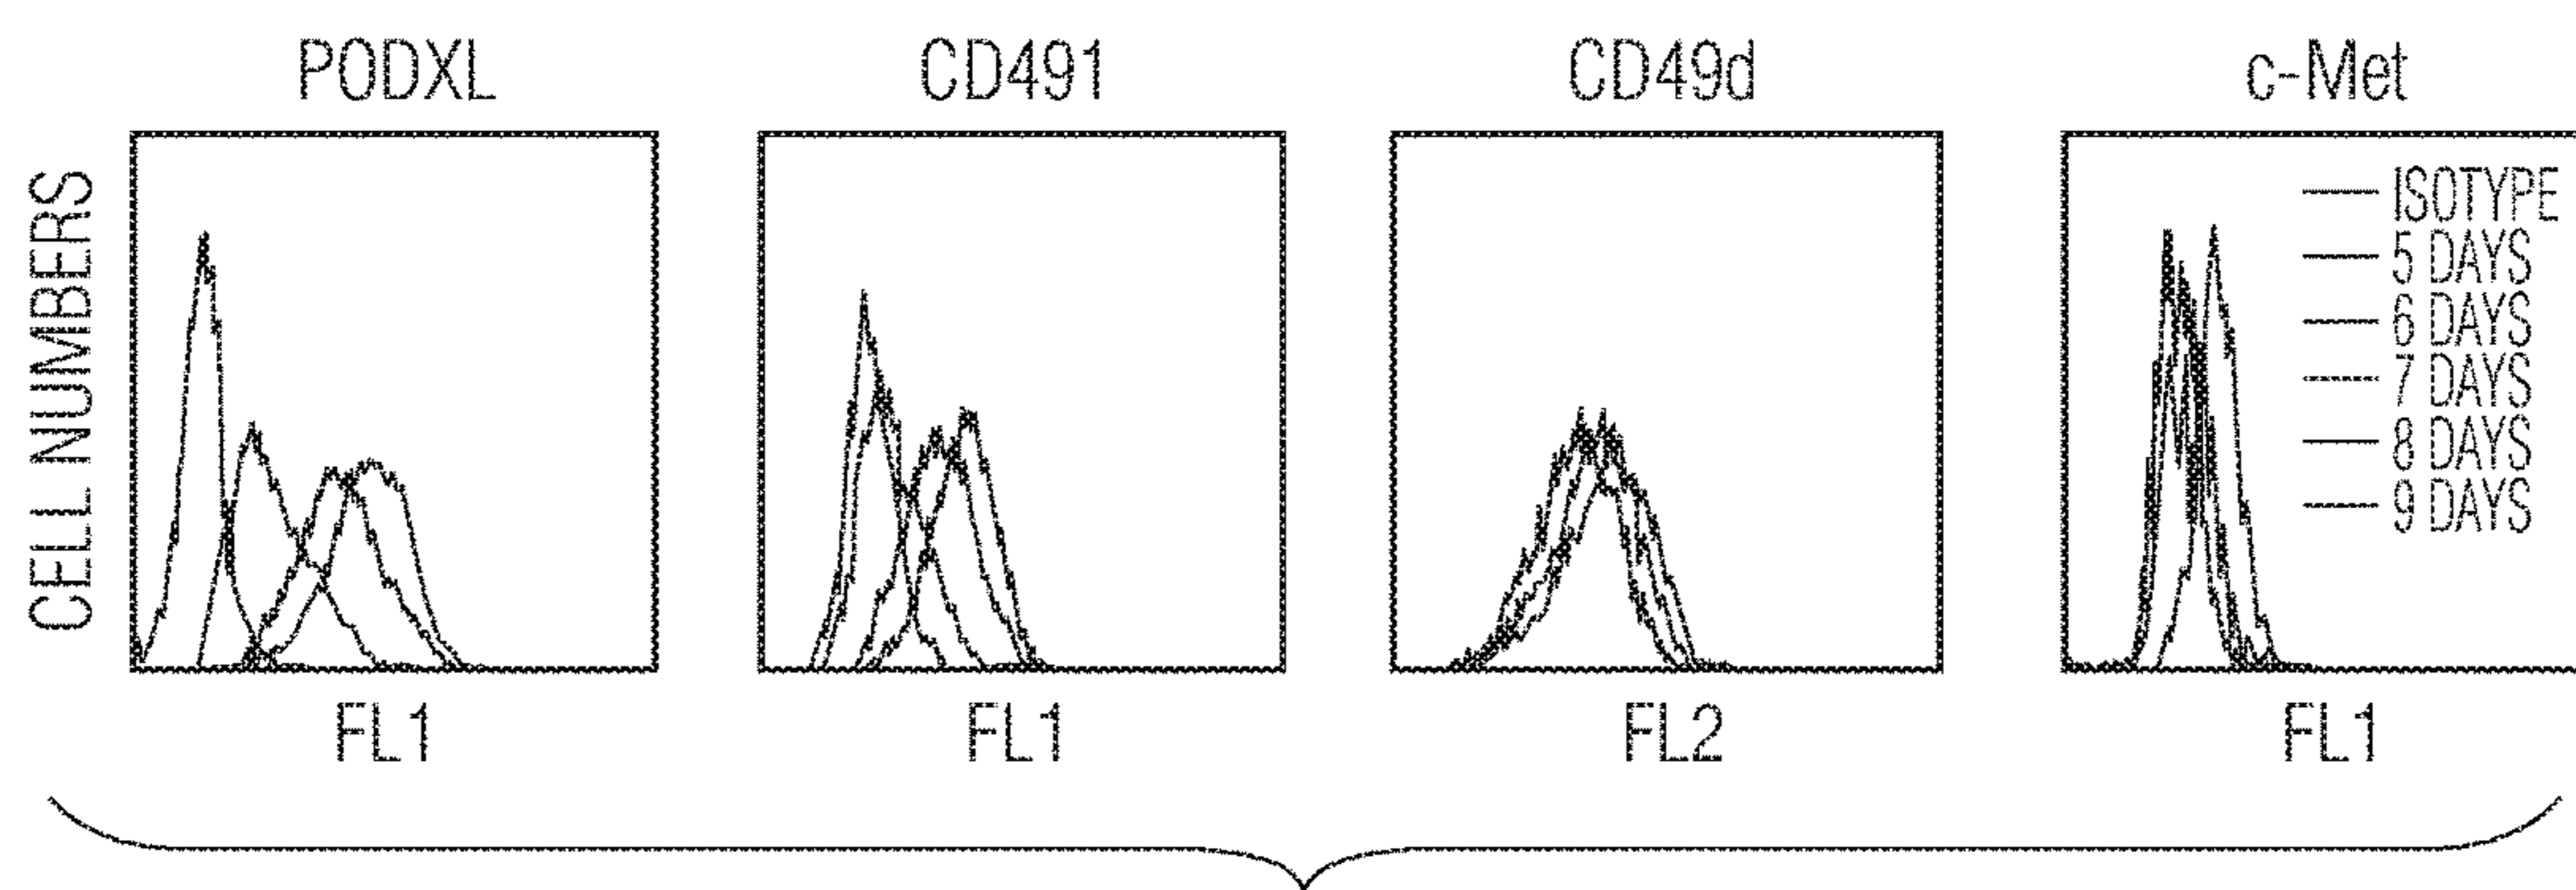 PODXL
CD491
CD49d
c-Met
CELL NUMBERS
ISOTYPE
5 DAYS
6 DAYS
7 DAYS
8 DAYS
9 DAYS
FL1
FL1
FL2
FL1